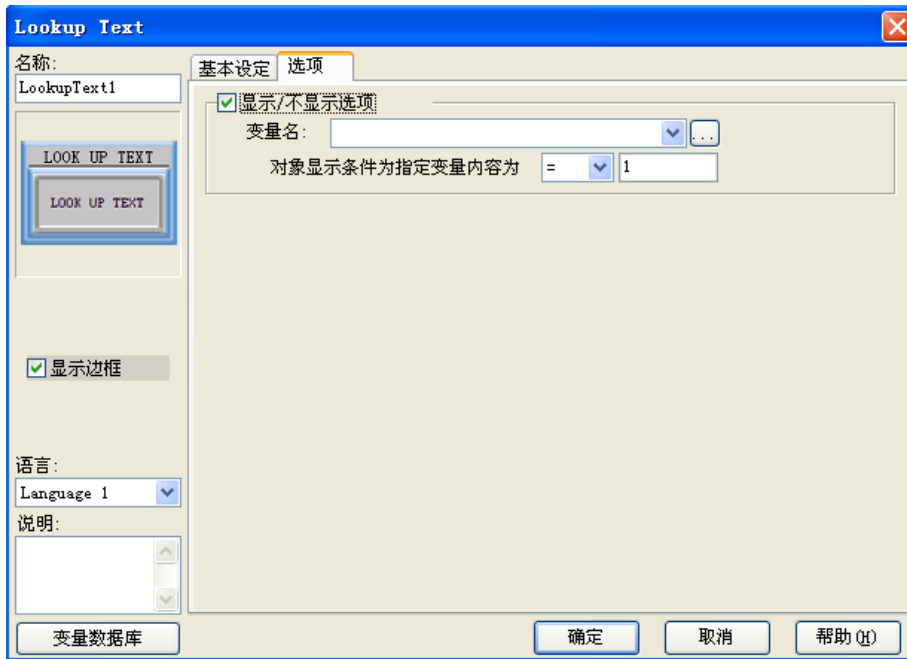 Lookup Text
名称:
LookupText1
LOOK UP TEXT
LOOK UP TEXT
显示边框
语言:
Language 1
说明:
变量数据库
基本设定 选项
显示/不显示选项
变量名: ...
对象显示条件为指定变量内容为 = 1
确定 取消 帮助(H)